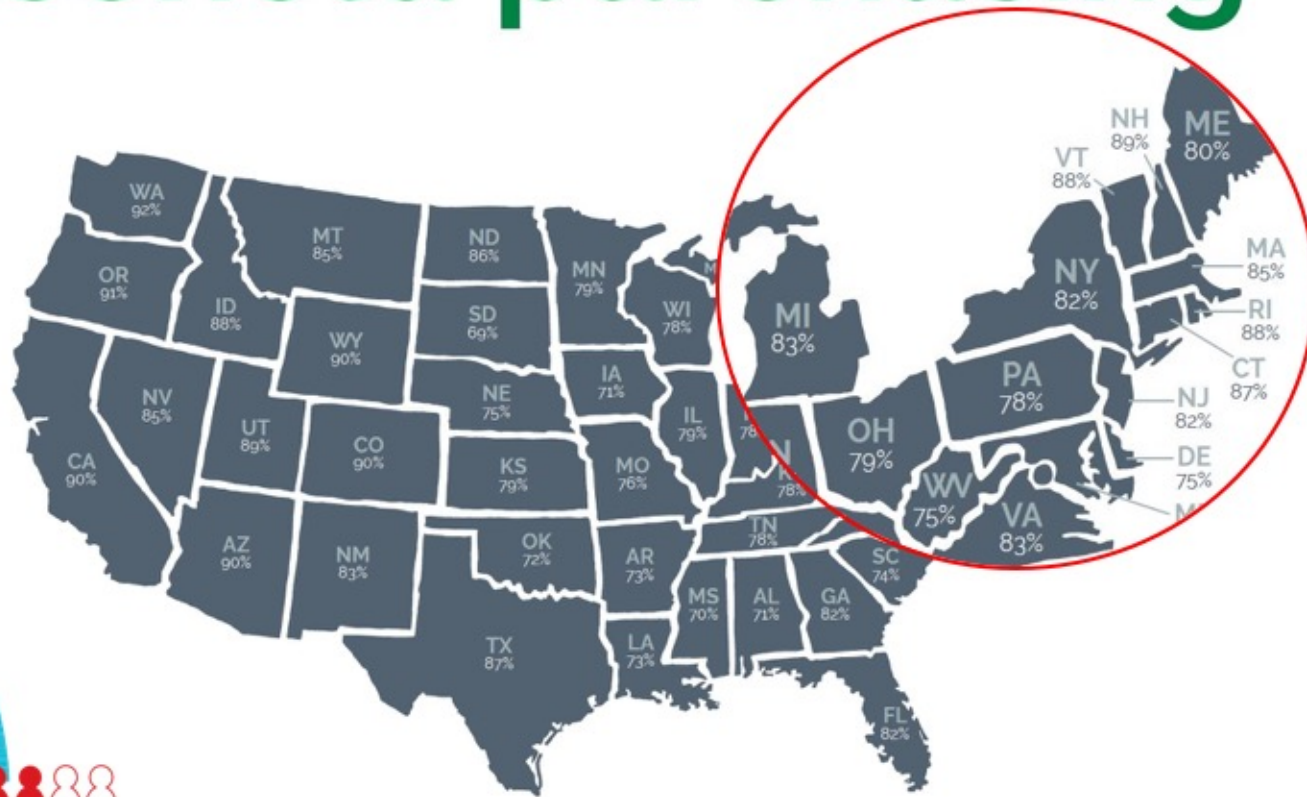 purchasing
NH
89%
ME
80%
VT
88%
WA
92%
MT
85%
ND
86%
MN
79%
OR
91%
ID
88%
WY
90%
SD
69%
WI
78%
M
MI
83%
NY
82%
MA
85%
RI
88%
CT
87%
NV
85%
UT
89%
CO
90%
NE
75%
IA
71%
IL
79%
78%
OH
79%
PA
78%
NJ
82%
DE
75%
CA
90%
KS
79%
MO
76%
N
K
78%
WV
75%
VA
83%
M
AZ
90%
NM
83%
OK
72%
AR
73%
TN
78%
SC
74%
MS
70%
AL
71%
GA
82%
TX
87%
LA
73%
FL
82%